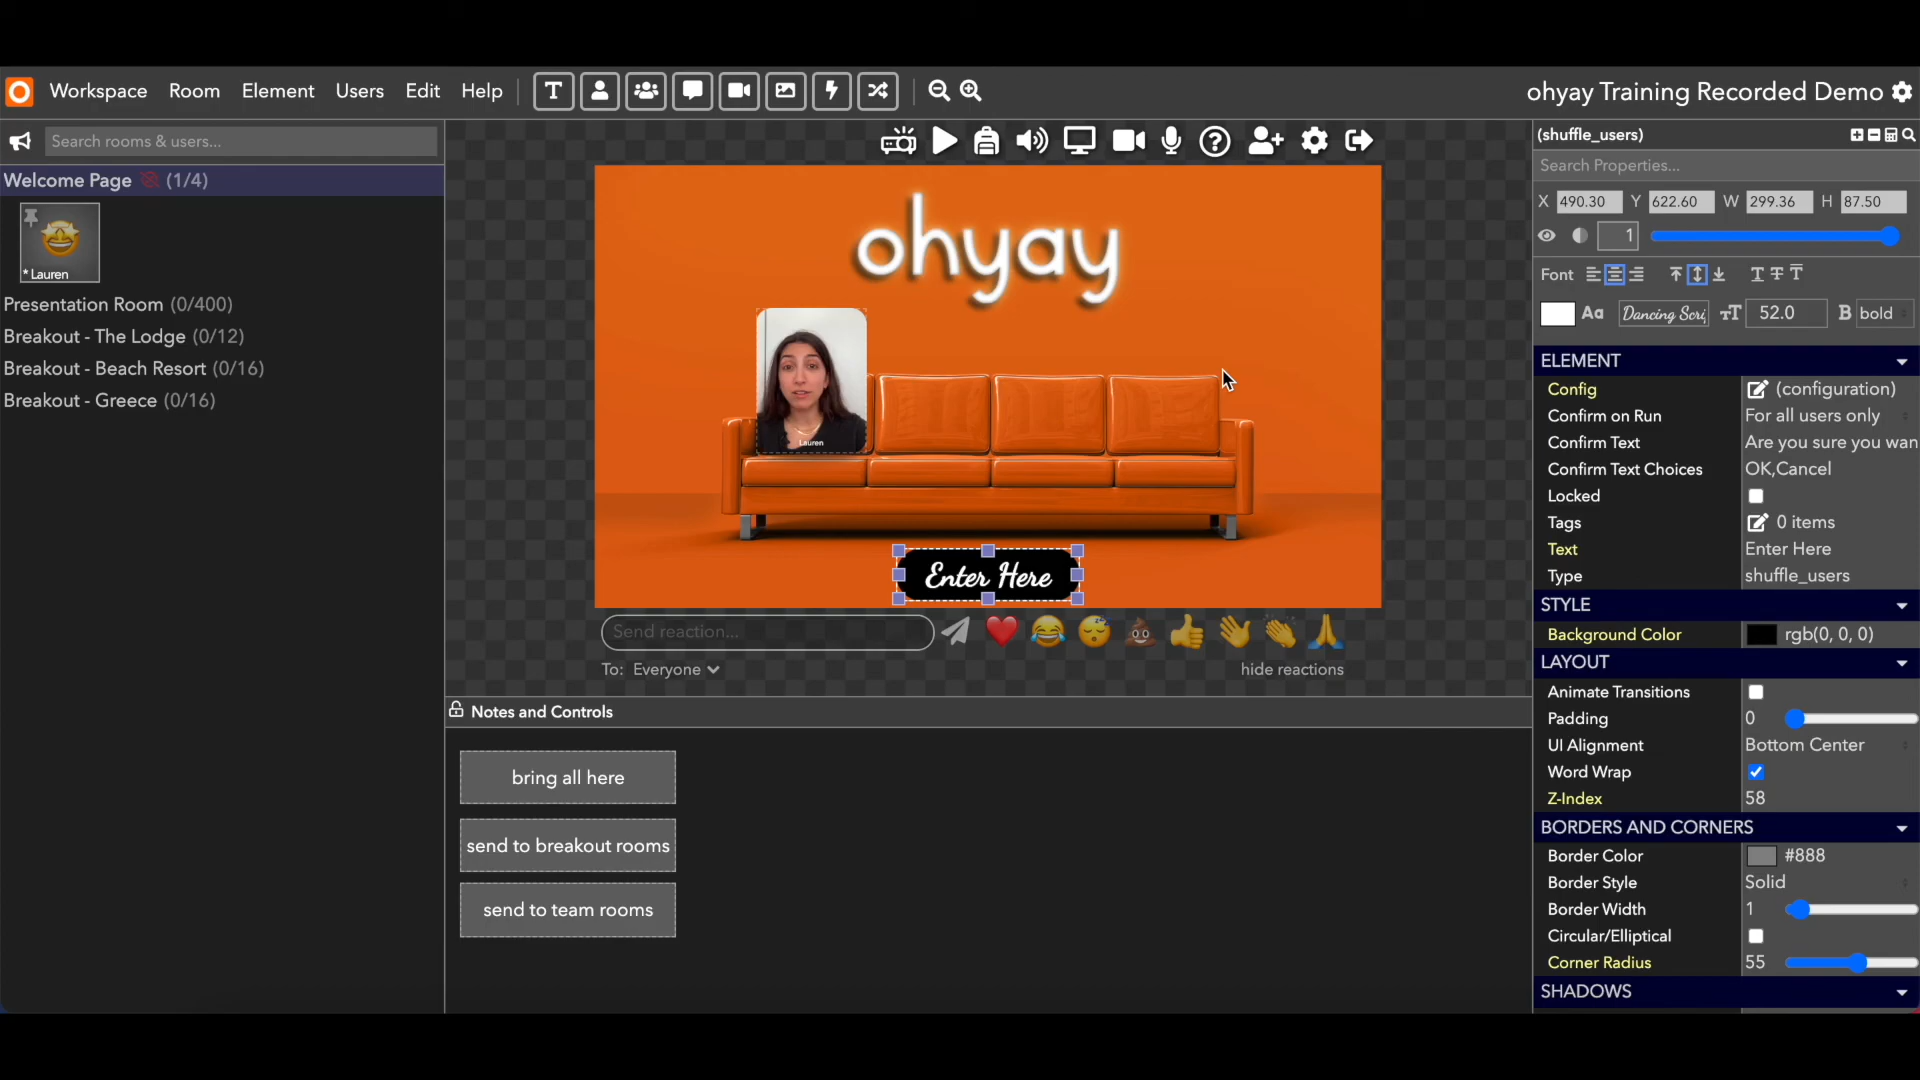 Workspace Room Element Users Edit Help
ohyay Training Recorded Demo
Search rooms & users...
Welcome Page (1/4)
* Lauren
Presentation Room (0/400)
Breakout - The Lodge (0/12)
Breakout - Beach Resort (0/16)
Breakout - Greece (0/16)
ohyay
Lauren
Enter Here
Send reaction...
To: Everyone
hide reactions
Notes and Controls
bring all here
send to breakout rooms
send to team rooms
(shuffle_users)
Search Properties...
X 490.30 Y 622.60 W 299.36 H 87.50
1
Font
Aa Dancing Scri 52.0 B bold
ELEMENT
Config (configuration)
Confirm on Run For all users only
Confirm Text Are you sure you wan
Confirm Text Choices OK,Cancel
Locked
Tags 0 items
Text Enter Here
Type shuffle_users
STYLE
Background Color rgb(0, 0, 0)
LAYOUT
Animate Transitions
Padding 0
UI Alignment Bottom Center
Word Wrap
Z-Index 58
BORDERS AND CORNERS
Border Color #888
Border Style Solid
Border Width 1
Circular/Elliptical
Corner Radius 55
SHADOWS